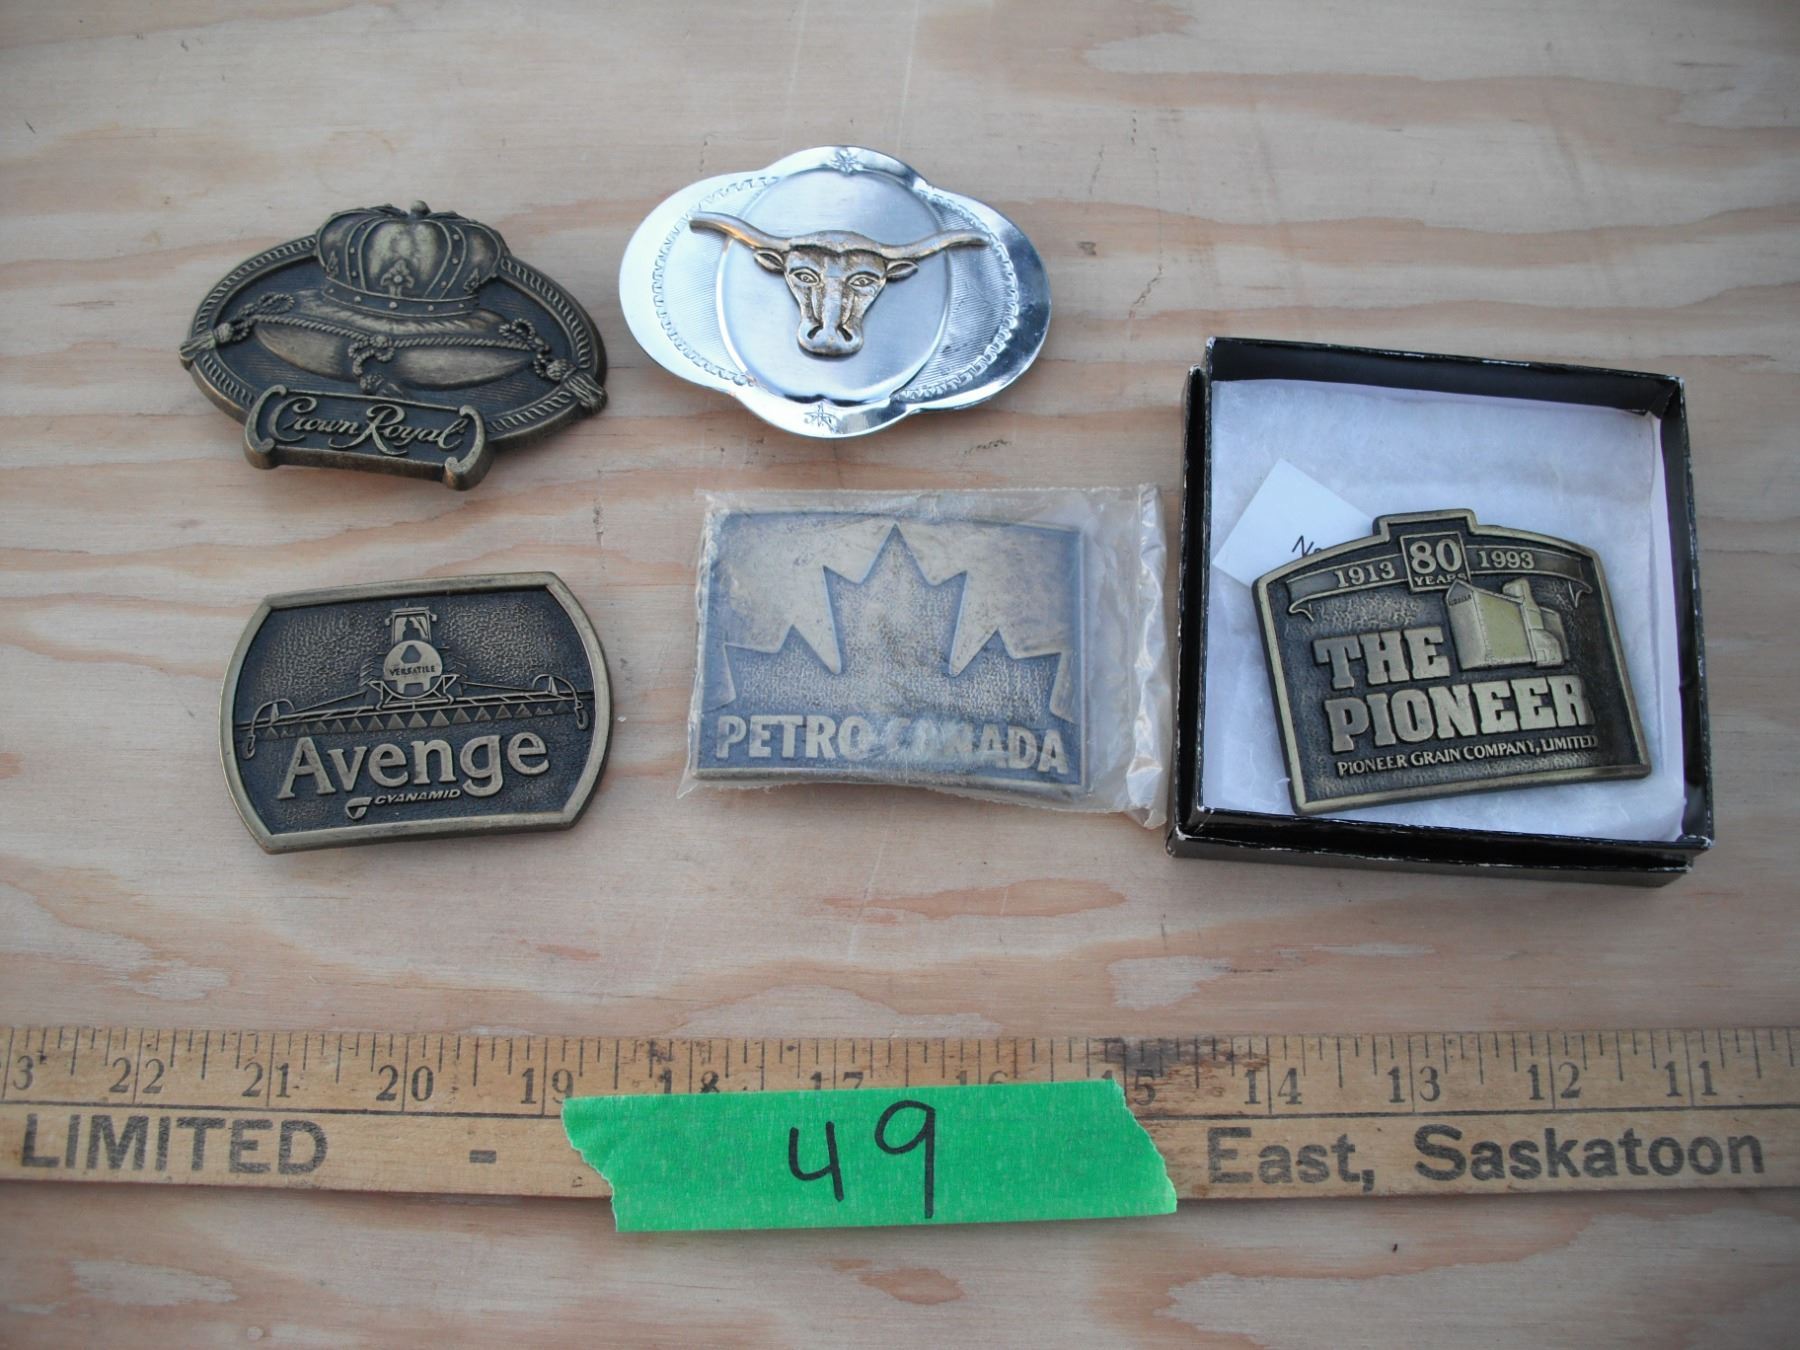 Crown Royal
VERSATILE
Avenge
CYANAMID
PETRO-CANADA
1913 80 1993
YEARS
THE
PIONEER
PIONEER GRAIN COMPANY, LIMITED
23 22 21 20 19 18 17 16 15 14 13 12 11
LIMITED - East, Saskatoon
49